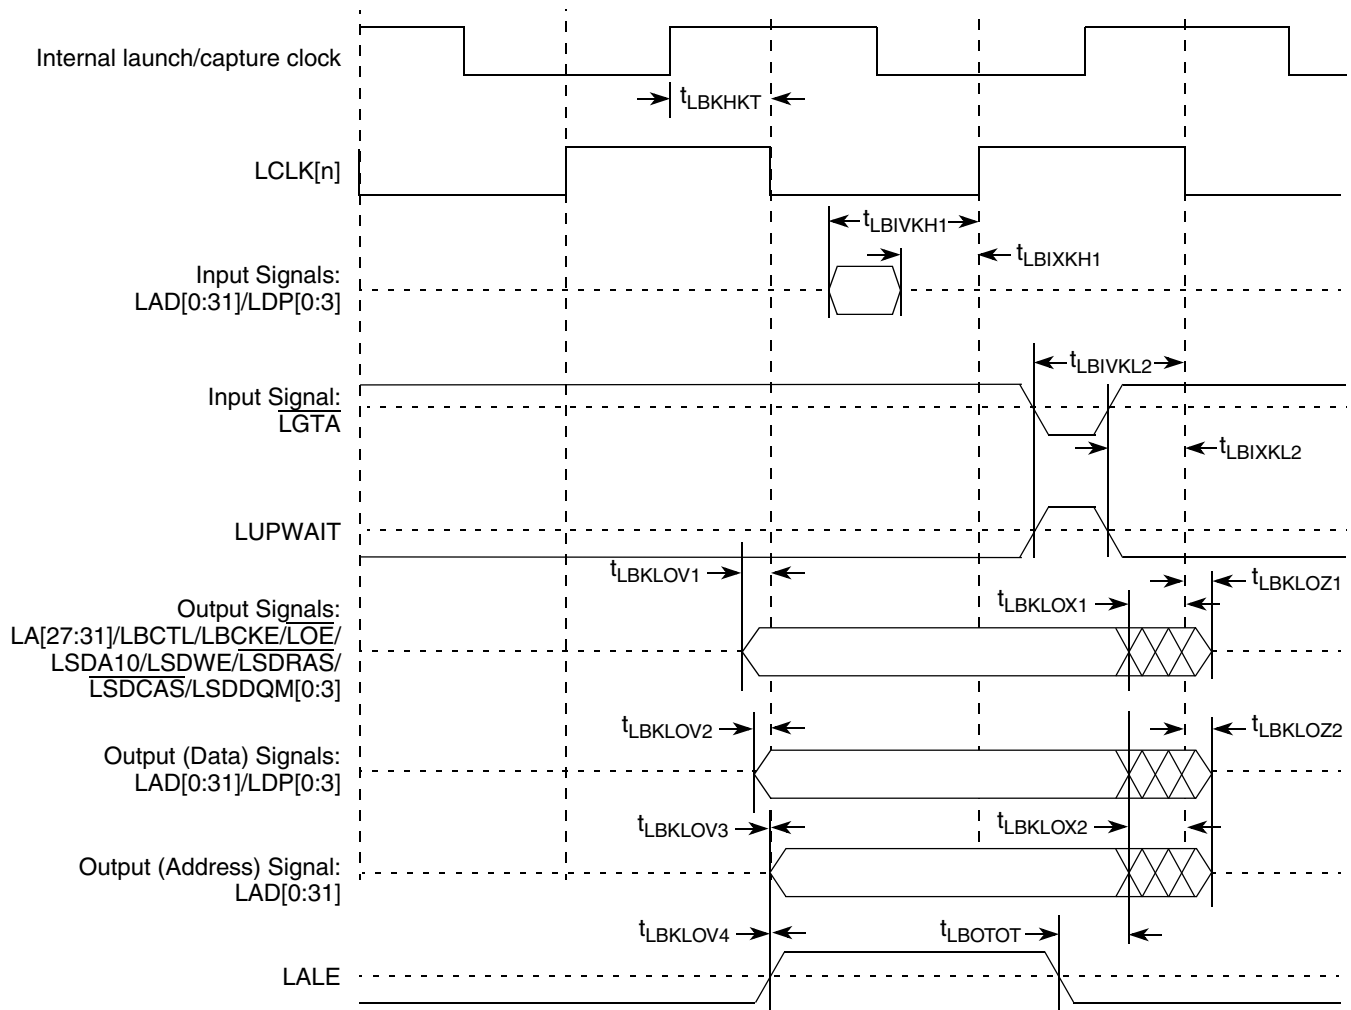 Internal launch/capture clock
tLBKHKT
LCLK[n]
tLBIVKH1
tLBIXKH1
Input Signals:
LAD[0:31]/LDP[0:3]
tLBIVKL2
Input Signal:
LGTA
tLBIXKL2
LUPWAIT
tLBKLOV1
tLBKLOZ1
tLBKLOX1
Output Signals:
LA[27:31]/LBCTL/LBCKE/LOE/
LSDA10/LSDWE/LSDRAS/
LSDCAS/LSDDQM[0:3]
tLBKLOV2
tLBKLOZ2
Output (Data) Signals:
LAD[0:31]/LDP[0:3]
tLBKLOV3
tLBKLOX2
Output (Address) Signal:
LAD[0:31]
tLBKLOV4
tLBOTOT
LALE